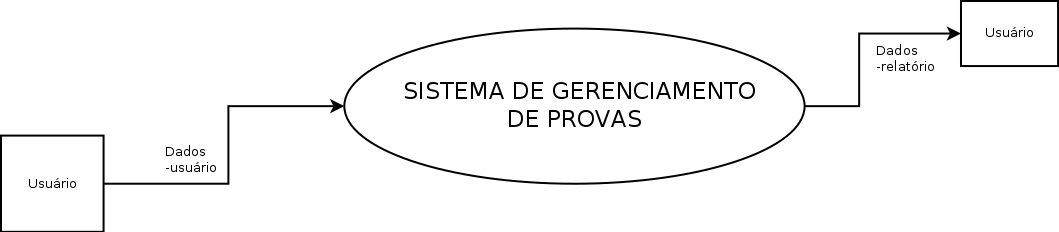 Usuário
Dados
-usuário
SISTEMA DE GERENCIAMENTO
DE PROVAS
Dados
-relatório
Usuário